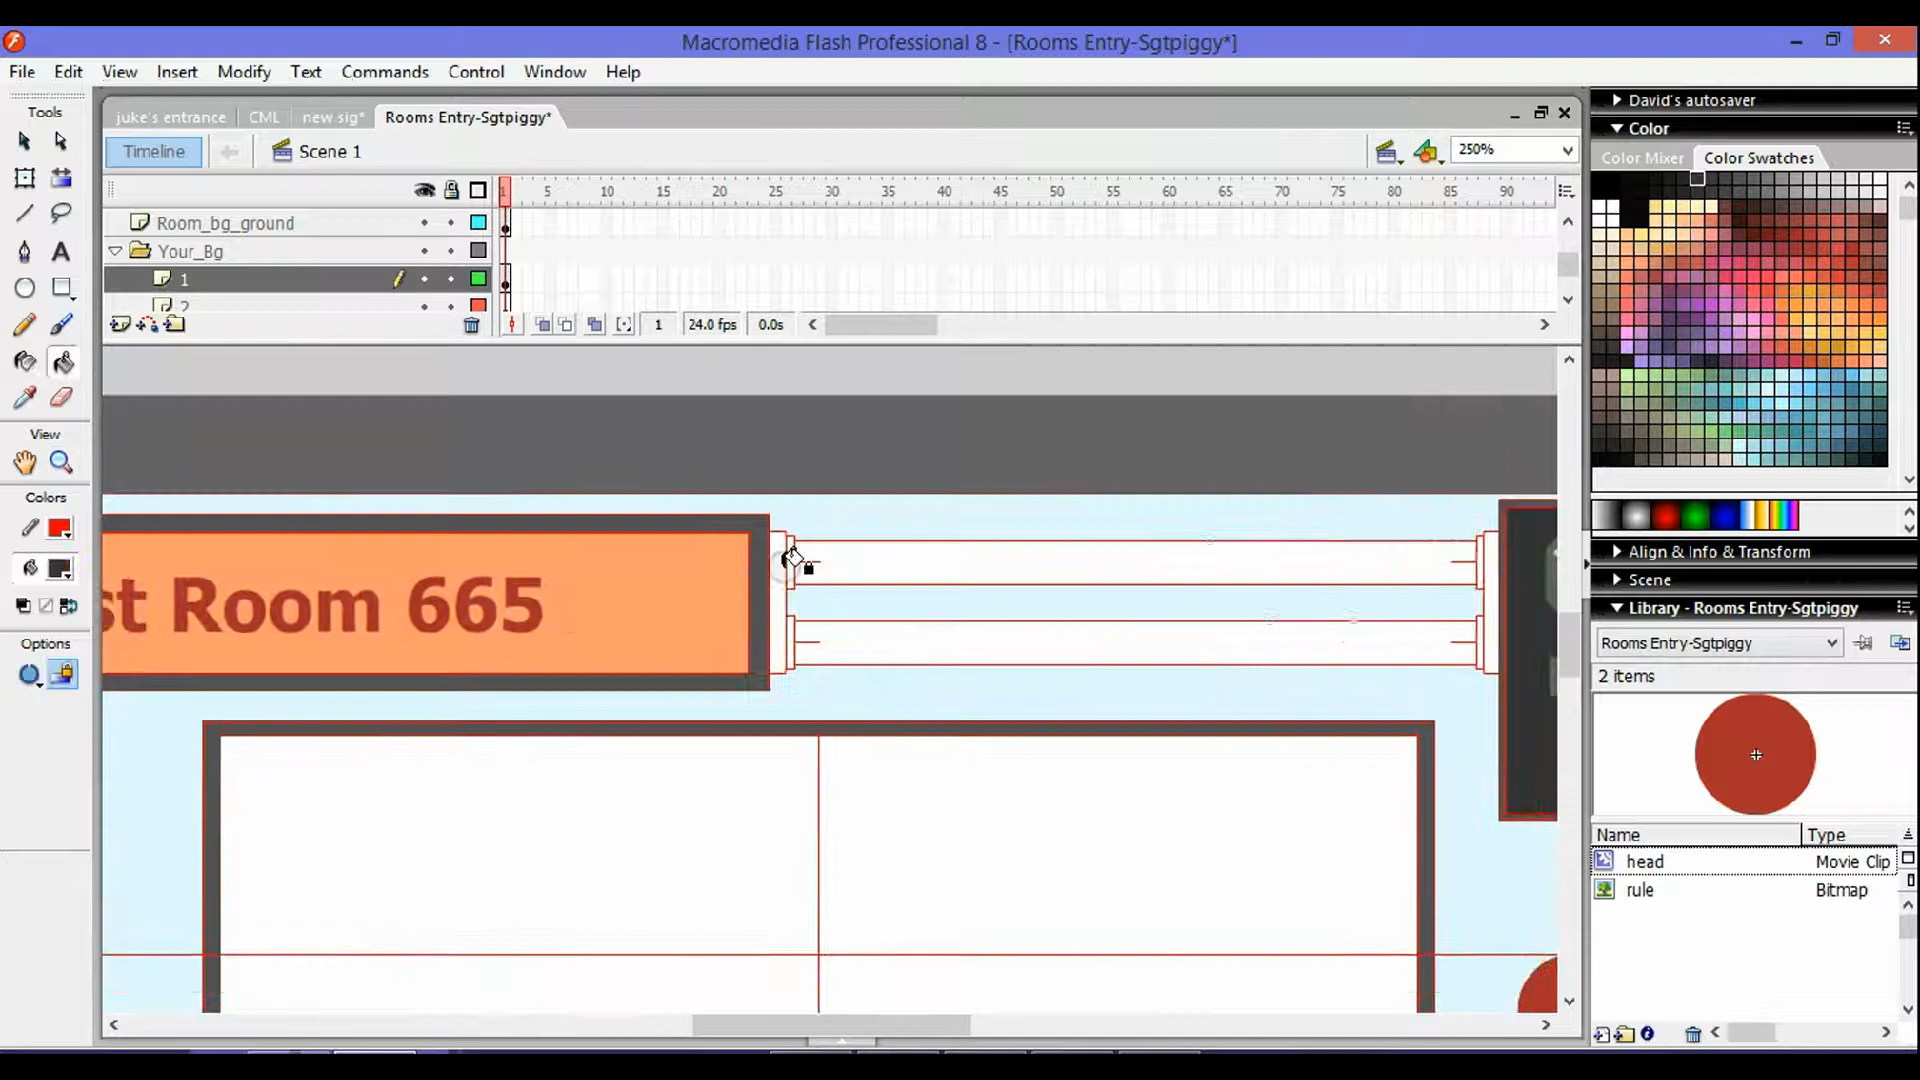 Macromedia Flash Professional 8 - [Rooms Entry-Sgtpiggy*]
File Edit View Insert Modify Text Commands Control Window Help
Tools
juke's entrance CML new sig* Rooms Entry-Sgtpiggy*
Timeline Scene 1 250%
1 5 10 15 20 25 30 35 40 45 50 55 60 65 70 75 80 85 90
Room_bg_ground
Your_Bg
1
2
1 24.0 fps 0.0s
View
Colors
Options
st Room 665
David's autosaver
Color
Color Mixer Color Swatches
Align & Info & Transform
Scene
Library - Rooms Entry-Sgtpiggy
Rooms Entry-Sgtpiggy
2 items
Name Type
head Movie Clip
rule Bitmap